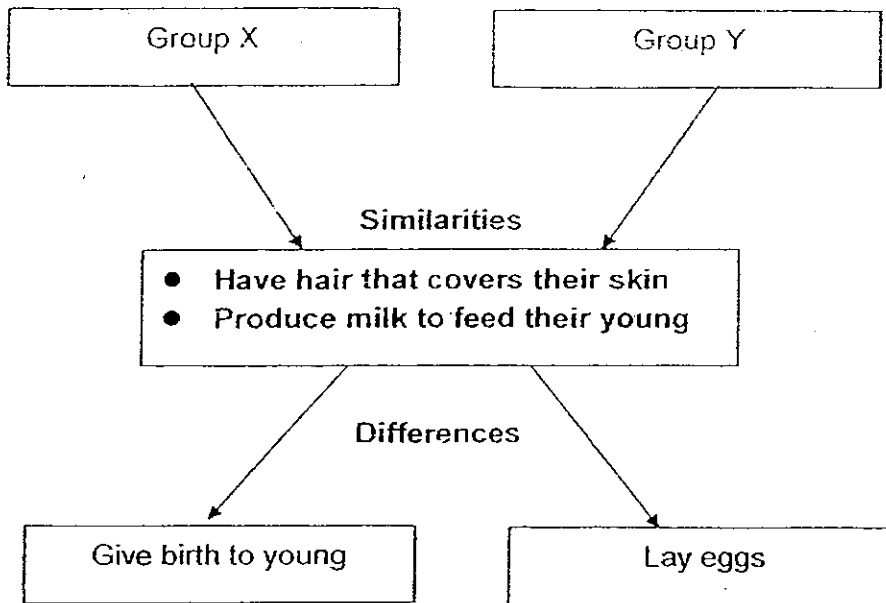 Group X
Group Y
Similarities
● Have hair that covers their skin
● Produce milk to feed their young
Differences
Give birth to young
Lay eggs